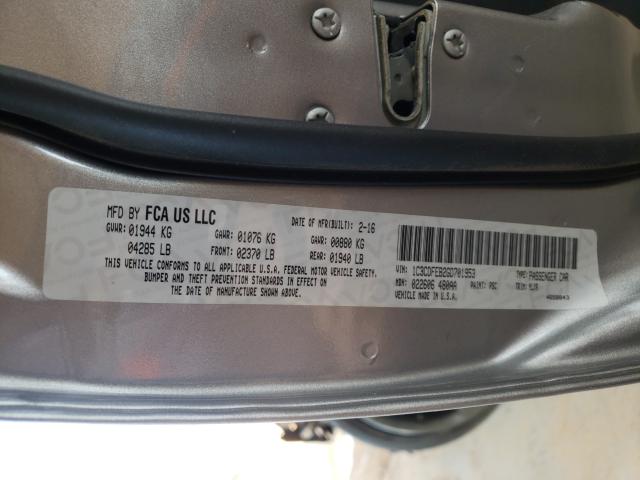 MFD BY FCA US LLC DATE OF MFR(BUILT): 2-16
GVWR: 01944 KG GAWR: 01076 KG GAWR: 00880 KG
04285 LB FRONT: 02370 LB REAR: 01940 LB
THIS VEHICLE CONFORMS TO ALL APPLICABLE U.S.A. FEDERAL MOTOR VEHICLE SAFETY,
BUMPER AND THEFT PREVENTION STANDARDS IN EFFECT ON
THE DATE OF MANUFACTURE SHOWN ABOVE.
VIN: 1C3CDFEB2GD701953 TYPE: PASSENGER CAR
MDH: 022606 480AA PAINT: PSC TRIM: